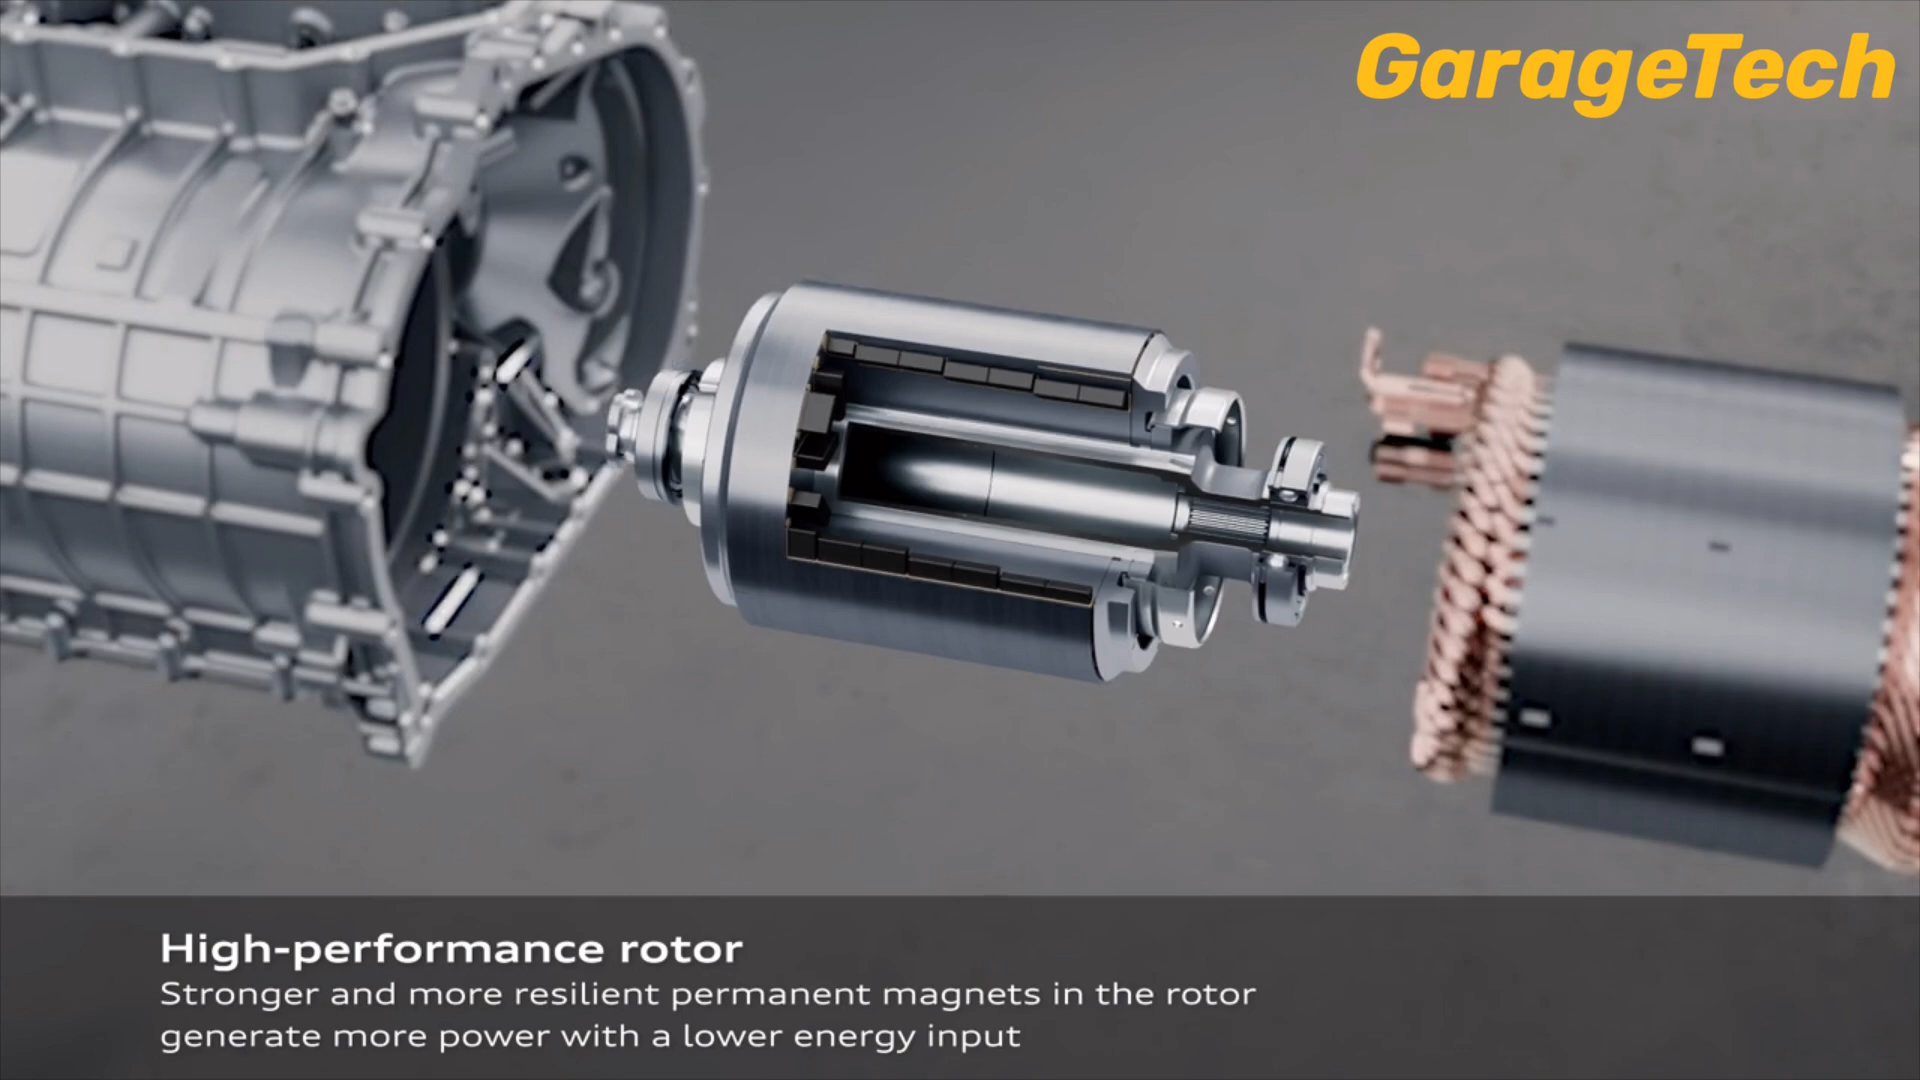 GarageTech
High-performance rotor
Stronger and more resilient permanent magnets in the rotor
generate more power with a lower energy input